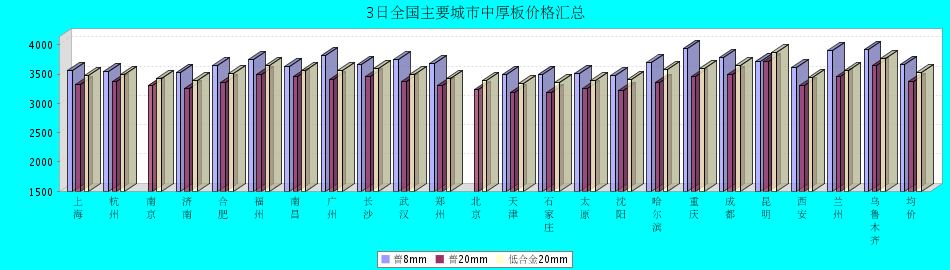 3日全国主要城市中厚板价格汇总
4000
3500
3000
2500
2000
1500
上海
杭州
南京
济南
合肥
福州
南昌
广州
长沙
武汉
郑州
北京
天津
石家庄
太原
沈阳
哈尔滨
重庆
成都
昆明
西安
兰州
乌鲁木齐
均价
普8mm
普20mm
低合金20mm